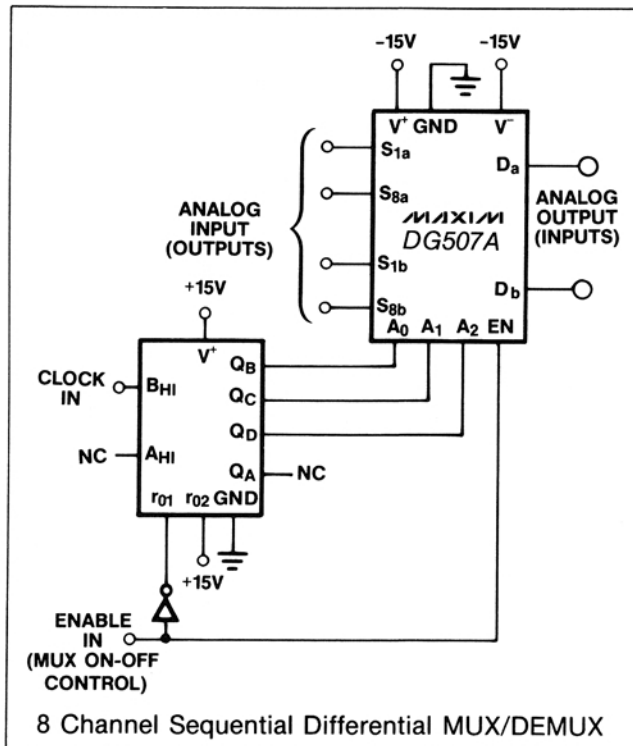 −15V
−15V
V+ GND V−
S1a
Da
S8a
ANALOG
INPUT
(OUTPUTS)
MAXIM
DG507A
ANALOG
OUTPUT
(INPUTS)
S1b
+15V
S8b
Db
A0 A1 A2 EN
V+
QB
CLOCK
IN
BHI
QC
QD
NC
AHI
QA
NC
r01 r02 GND
+15V
ENABLE
IN
(MUX ON-OFF
CONTROL)
8 Channel Sequential Differential MUX/DEMUX